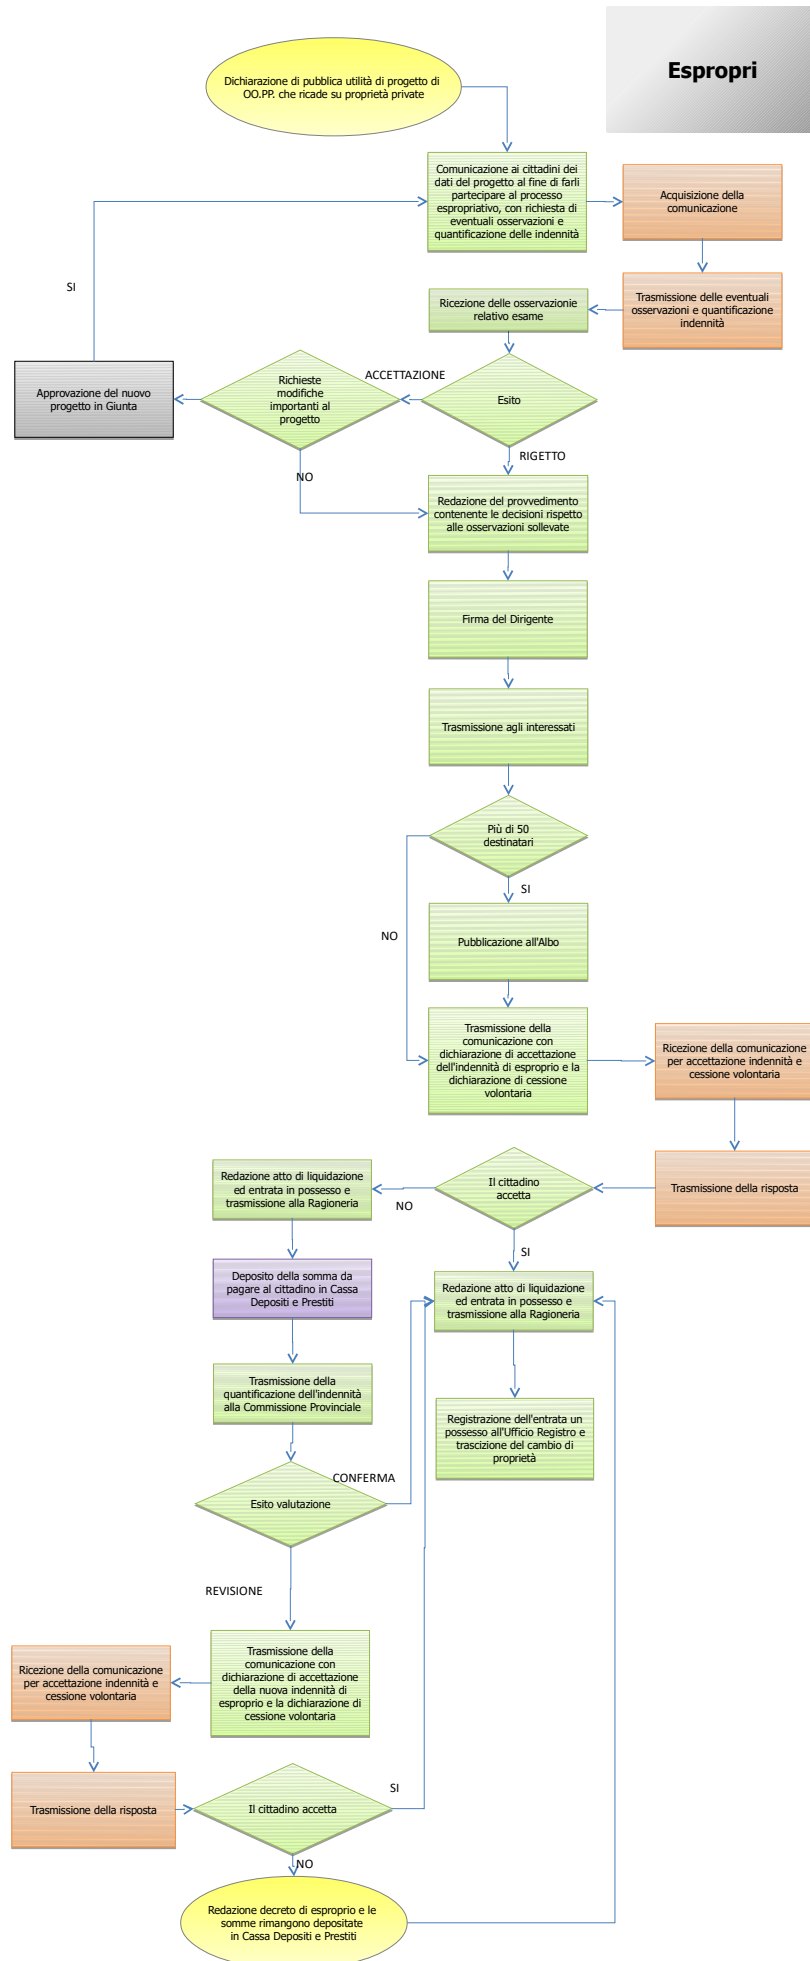 Espropri
Dichiarazione di pubblica utilità di progetto di
OO.PP. che ricade su proprietà private
Comunicazione ai cittadini dei
dati del progetto al fine di farli
partecipare al processo
espropriativo, con richiesta di
eventuali osservazioni e
quantificazione delle indennità
Acquisizione della
comunicazione
SI
Trasmissione delle eventuali
osservazioni e quantificazione
indennità
Ricezione delle osservazionie
relativo esame
ACCETTAZIONE
Richieste
modifiche
importanti al
progetto
Esito
Approvazione del nuovo
progetto in Giunta
RIGETTO
NO
Redazione del provvedimento
contenente le decisioni rispetto
alle osservazioni sollevate
Firma del Dirigente
Trasmissione agli interessati
Più di 50
destinatari
SI
NO
Pubblicazione all'Albo
Trasmissione della
comunicazione con
dichiarazione di accettazione
dell'indennità di esproprio e la
dichiarazione di cessione
volontaria
Ricezione della comunicazione
per accettazione indennità e
cessione volontaria
Redazione atto di liquidazione
ed entrata in possesso e
trasmissione alla Ragioneria
NO
Il cittadino
accetta
Trasmissione della risposta
SI
Deposito della somma da
pagare al cittadino in Cassa
Depositi e Prestiti
Redazione atto di liquidazione
ed entrata in possesso e
trasmissione alla Ragioneria
Trasmissione della
quantificazione dell'indennità
alla Commissione Provinciale
Registrazione dell'entrata un
possesso all'Ufficio Registro e
trascizione del cambio di
proprietà
CONFERMA
Esito valutazione
REVISIONE
Trasmissione della
comunicazione con
dichiarazione di accettazione
della nuova indennità di
esproprio e la dichiarazione di
cessione volontaria
Ricezione della comunicazione
per accettazione indennità e
cessione volontaria
SI
Trasmissione della risposta
Il cittadino accetta
NO
Redazione decreto di esproprio e le
somme rimangono depositate
in Cassa Depositi e Prestiti